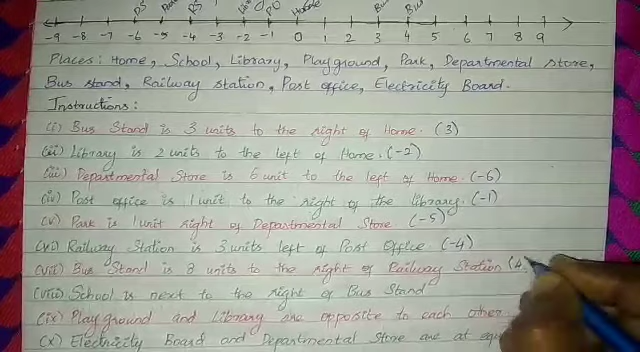 DS Park RS Lib PO Home Bus Bus
-9 -8 -7 -6 -5 -4 -3 -2 -1 0 1 2 3 4 5 6 7 8 9
Places: Home, School, Library, Playground, Park, Departmental store,
Bus stand, Railway station, Post office, Electricity Board.
Instructions:
(i) Bus Stand is 3 units to the right of Home. (3)
(ii) Library is 2 units to the left of Home. (-2)
(iii) Departmental Store is 6 unit to the left of Home. (-6)
(iv) Post office is 1 unit to the right of the library. (-1)
(v) Park is 1 unit right of Departmental Store (-5)
(vi) Railway Station is 3 units left of Post Office (-4)
(vii) Bus Stand is 8 units to the right of Railway Station (4
(viii) School is next to the right of Bus Stand
(ix) Playground and Library are opposite to each other
(x) Electricity Board and Departmental Store are at